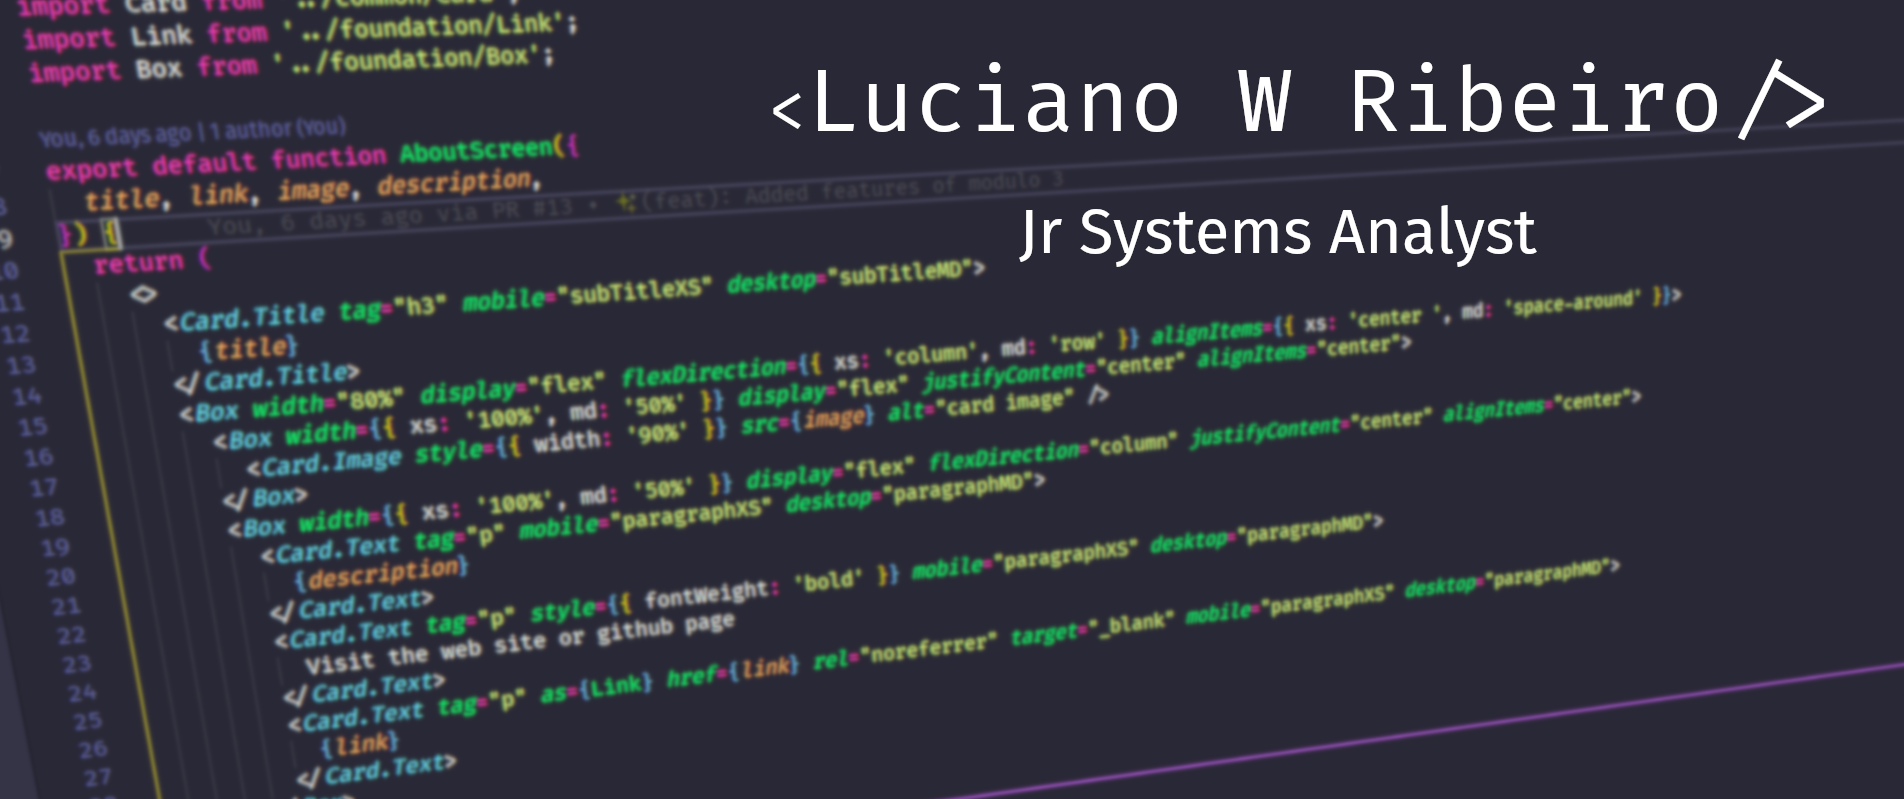 import Card from '../common/Card';
import Link from '../foundation/Link';
import Box from '../foundation/Box';
<Luciano W Ribeiro/>
Jr Systems Analyst
You, 6 days ago | 1 author (You)
export default function AboutScreen({
8 title, link, image, description,
9 }) { You, 6 days ago via PR #13 • ✨(feat): Added features of modulo 3
10 return (
11 <>
12 <Card.Title tag="h3" mobile="subTitleXS" desktop="subTitleMD">
13 {title}
14 </Card.Title>
15 <Box width="80%" display="flex" flexDirection={{ xs: 'column', md: 'row' }} alignItems={{ xs: 'center ', md: 'space-around' }}>
16 <Box width={{ xs: '100%', md: '50%' }} display="flex" justifyContent="center" alignItems="center">
17 <Card.Image style={{ width: '90%' }} src={image} alt="card image" />
18 </Box>
19 <Box width={{ xs: '100%', md: '50%' }} display="flex" flexDirection="column" justifyContent="center" alignItems="center">
20 <Card.Text tag="p" mobile="paragraphXS" desktop="paragraphMD">
21 {description}
22 </Card.Text>
23 <Card.Text tag="p" style={{ fontWeight: 'bold' }} mobile="paragraphXS" desktop="paragraphMD">
24 Visit the web site or github page
25 </Card.Text>
26 <Card.Text tag="p" as={Link} href={link} rel="noreferrer" target="_blank" mobile="paragraphXS" desktop="paragraphMD">
27 {link}
</Card.Text>